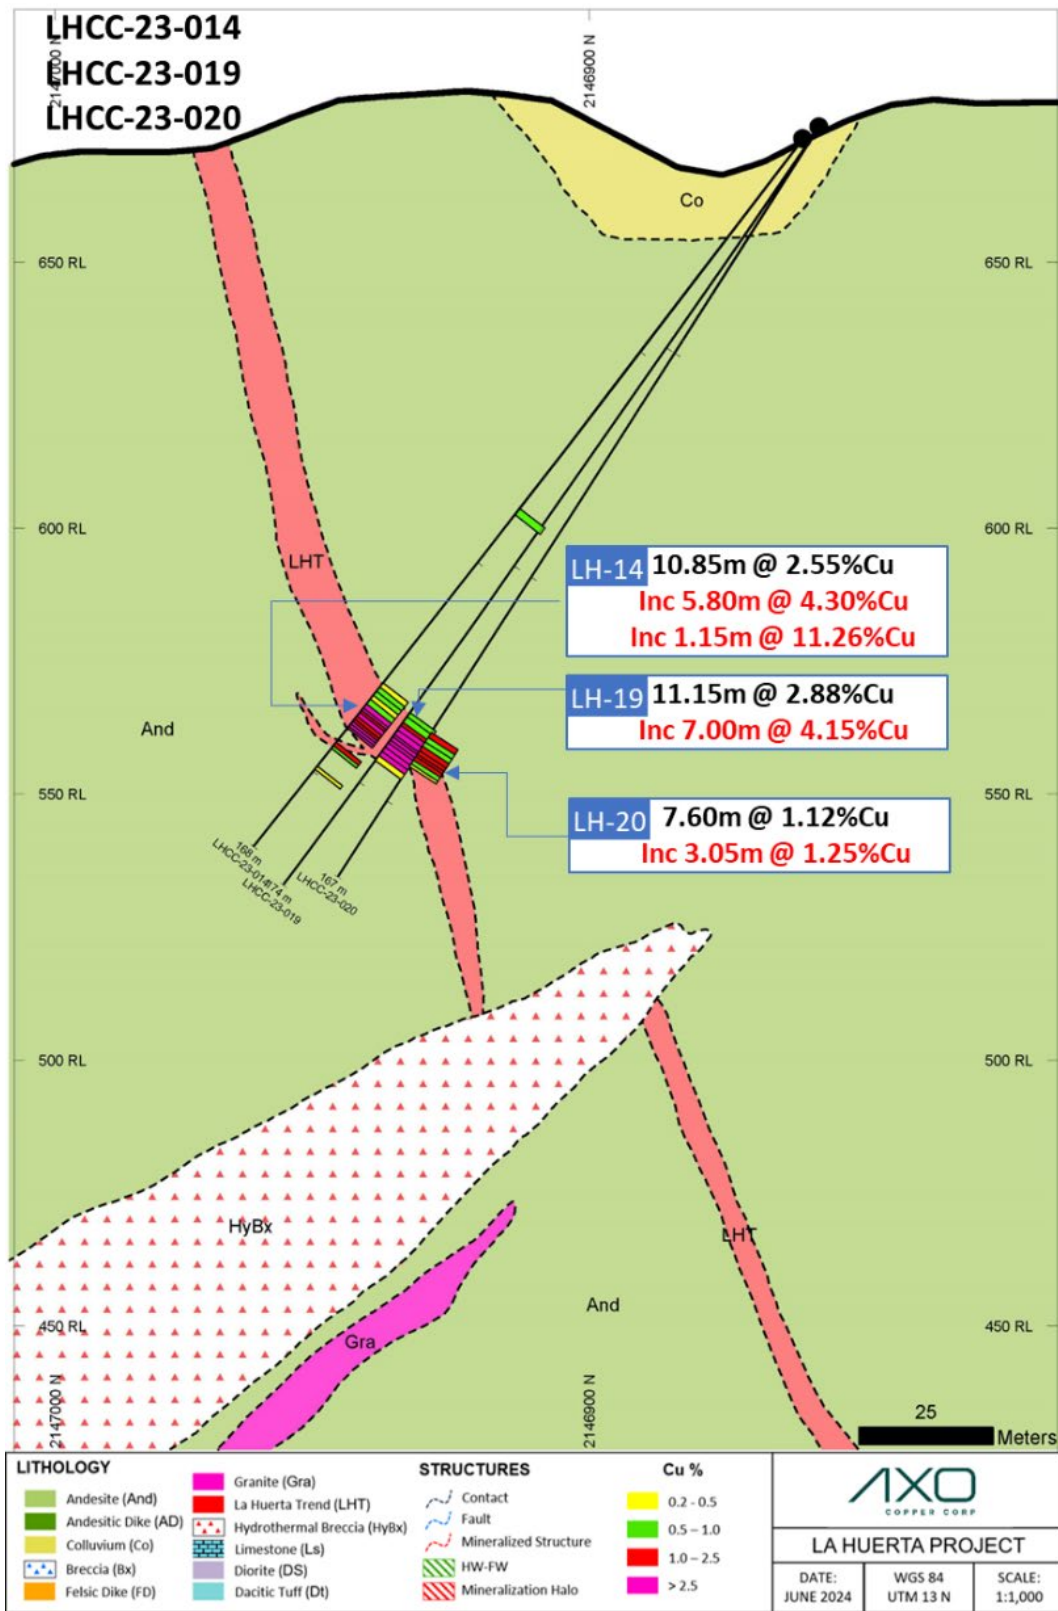 LHCC-23-014
LHCC-23-019
LHCC-23-020
2147000 N
2146900 N
Co
650 RL
650 RL
600 RL
600 RL
LHT
LH-14 10.85m @ 2.55%Cu
Inc 5.80m @ 4.30%Cu
Inc 1.15m @ 11.26%Cu
LH-19 11.15m @ 2.88%Cu
Inc 7.00m @ 4.15%Cu
And
550 RL
550 RL
LH-20 7.60m @ 1.12%Cu
Inc 3.05m @ 1.25%Cu
168 m
LHCC-23-014
174 m
LHCC-23-019
167 m
LHCC-23-020
500 RL
500 RL
HyBx
LHT
And
450 RL
450 RL
Gra
2147000 N
2146900 N
25
Meters
LITHOLOGY
Andesite (And)
Andesitic Dike (AD)
Colluvium (Co)
Breccia (Bx)
Felsic Dike (FD)
Granite (Gra)
La Huerta Trend (LHT)
Hydrothermal Breccia (HyBx)
Limestone (Ls)
Diorite (DS)
Dacitic Tuff (Dt)
STRUCTURES
Contact
Fault
Mineralized Structure
HW-FW
Mineralization Halo
Cu %
0.2 - 0.5
0.5 – 1.0
1.0 – 2.5
> 2.5
AXO
COPPER CORP
LA HUERTA PROJECT
DATE:
JUNE 2024
WGS 84
UTM 13 N
SCALE:
1:1,000